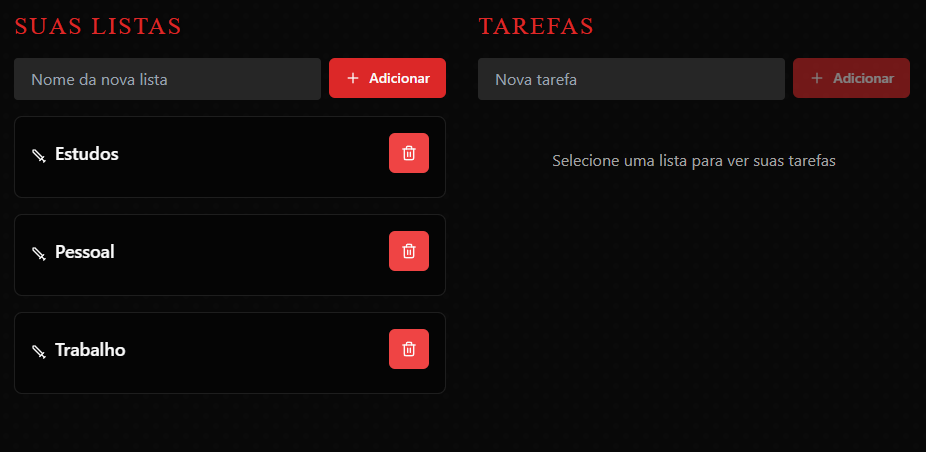 SUAS LISTAS
Nome da nova lista
Adicionar
Estudos
Pessoal
Trabalho
TAREFAS
Nova tarefa
Adicionar
Selecione uma lista para ver suas tarefas